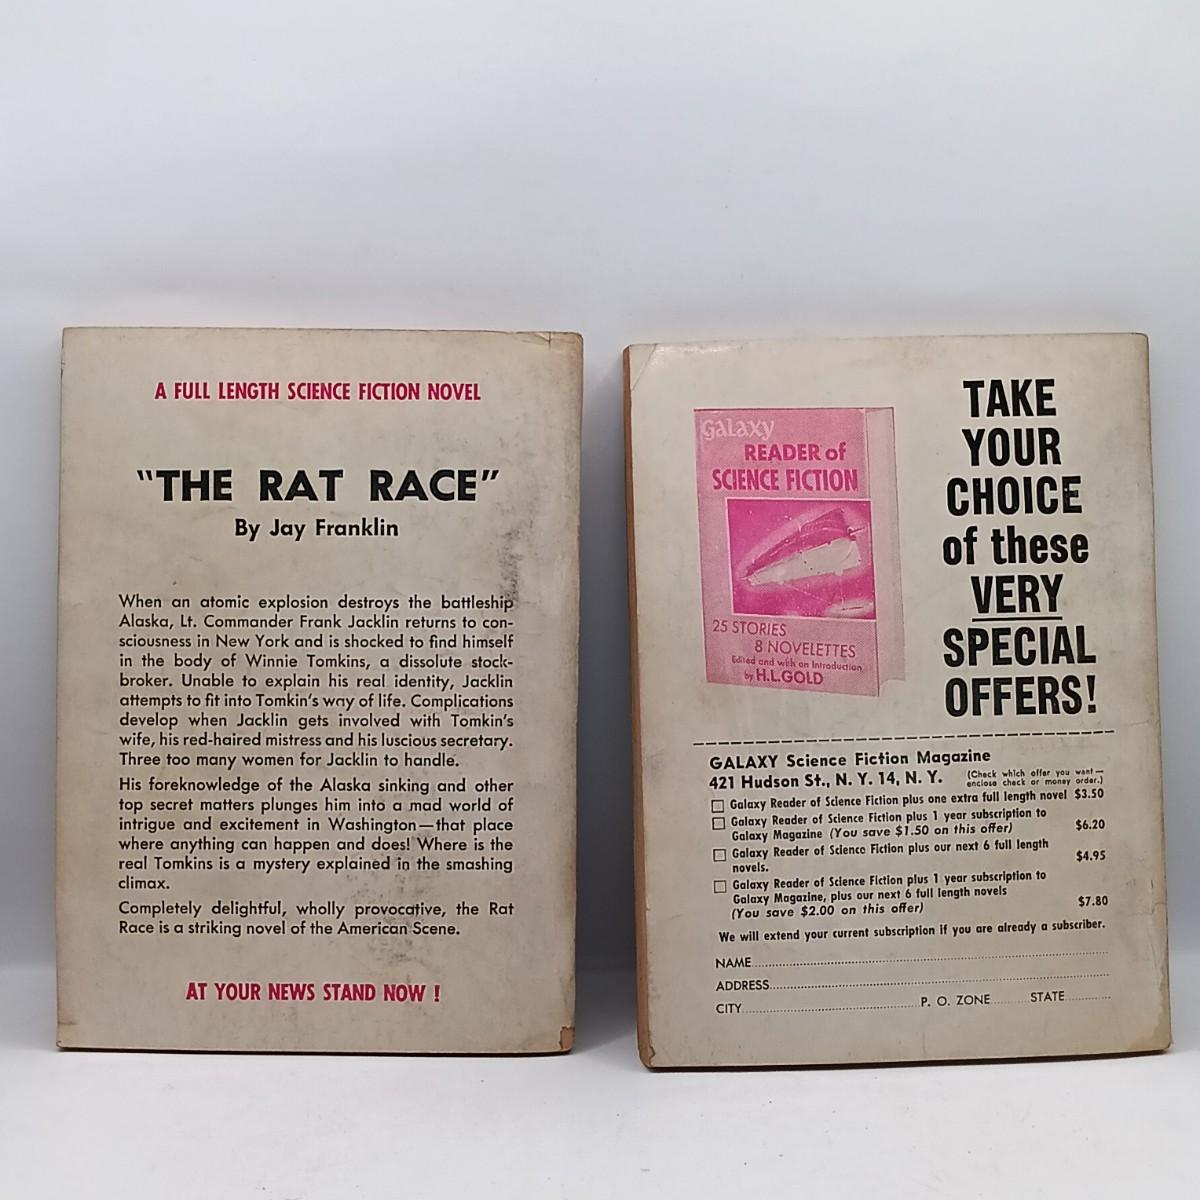 A FULL LENGTH SCIENCE FICTION NOVEL
"THE RAT RACE"
By Jay Franklin
When an atomic explosion destroys the battleship
Alaska, Lt. Commander Frank Jacklin returns to con-
sciousness in New York and is shocked to find himself
in the body of Winnie Tomkins, a dissolute stock-
broker. Unable to explain his real identity, Jacklin
attempts to fit into Tomkin's way of life. Complications
develop when Jacklin gets involved with Tomkin's
wife, his red-haired mistress and his luscious secretary.
Three too many women for Jacklin to handle.
His foreknowledge of the Alaska sinking and other
top secret matters plunges him into a mad world of
intrigue and excitement in Washington—that place
where anything can happen and does! Where is the
real Tomkins is a mystery explained in the smashing
climax.
Completely delightful, wholly provocative, the Rat
Race is a striking novel of the American Scene.
AT YOUR NEWS STAND NOW !
GALAXY
READER of
SCIENCE FICTION
25 STORIES
8 NOVELETTES
Edited and with an Introduction
by H.L.GOLD
TAKE
YOUR
CHOICE
of these
VERY
SPECIAL
OFFERS!
GALAXY Science Fiction Magazine
421 Hudson St., N. Y. 14, N. Y. (Check which offer you want—
enclose check or money order.)
Galaxy Reader of Science Fiction plus one extra full length novel $3.50
Galaxy Reader of Science Fiction plus 1 year subscription to
Galaxy Magazine (You save $1.50 on this offer) $6.20
Galaxy Reader of Science Fiction plus our next 6 full length
novels. $4.95
Galaxy Reader of Science Fiction plus 1 year subscription to
Galaxy Magazine, plus our next 6 full length novels
(You save $2.00 on this offer) $7.80
We will extend your current subscription if you are already a subscriber.
NAME
ADDRESS
CITY P. O. ZONE STATE